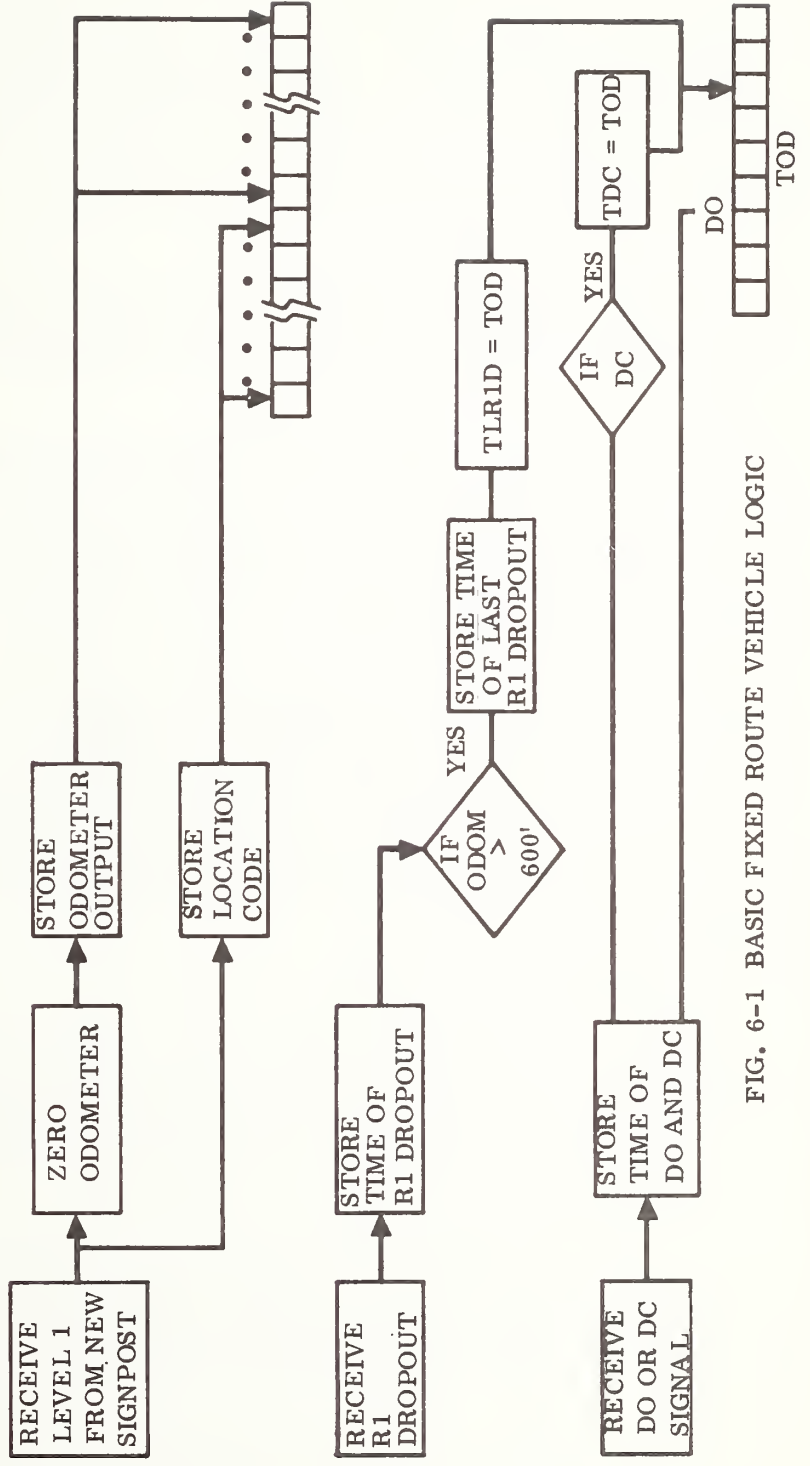 RECEIVE
LEVEL 1
FROM NEW
SIGNPOST
ZERO
ODOMETER
STORE
ODOMETER
OUTPUT
STORE
LOCATION
CODE
RECEIVE
R1
DROPOUT
STORE
TIME OF
R1 DROPOUT
IF
ODOM
>
600'
YES
STORE TIME
OF LAST
R1 DROPOUT
TLR1D = TOD
RECEIVE
DO OR DC
SIGNAL
STORE
TIME OF
DO AND DC
IF
DC
YES
TDC = TOD
DO
TOD
FIG. 6-1 BASIC FIXED ROUTE VEHICLE LOGIC